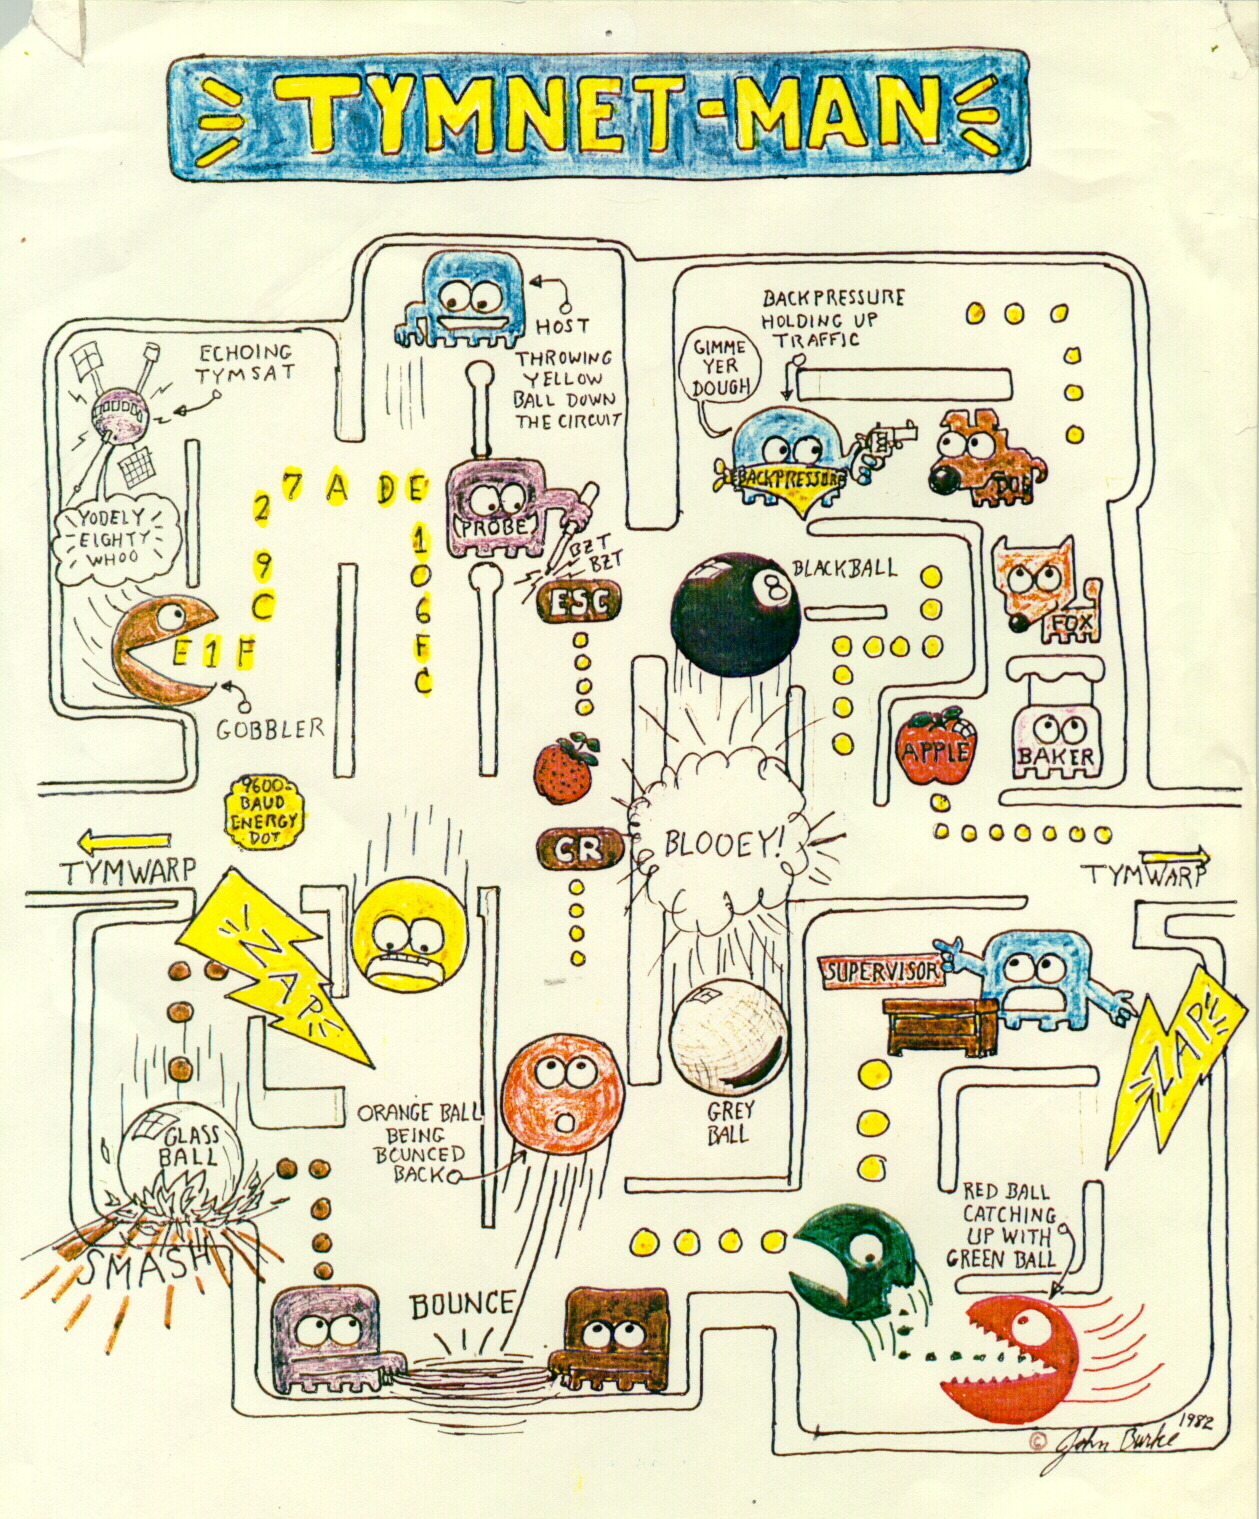 TYMNET-MAN
HOST
THROWING
YELLOW
BALL DOWN
THE CIRCUIT
BACKPRESSURE
HOLDING UP
TRAFFIC
GIMME
YER
DOUGH
ECHOING
TYMSAT
BACKPRESSURE
DOG
YODELY
EIGHTY
WHOO
E1F
C
9
2
7 A D E
1
0
6
F
C
PROBE
BZT
BZT
ESC
8
BLACKBALL
FOX
GOBBLER
APPLE
BAKER
9600-
BAUD
ENERGY
DOT
CR
BLOOEY!
TYMWARP
TYMWARP
ZAP
SUPERVISOR
ZAP
GLASS
BALL
SMASH
ORANGE BALL
BEING
BOUNCED
BACK
GREY
BALL
RED BALL
CATCHING
UP WITH
GREEN BALL
BOUNCE
© John Burke 1982